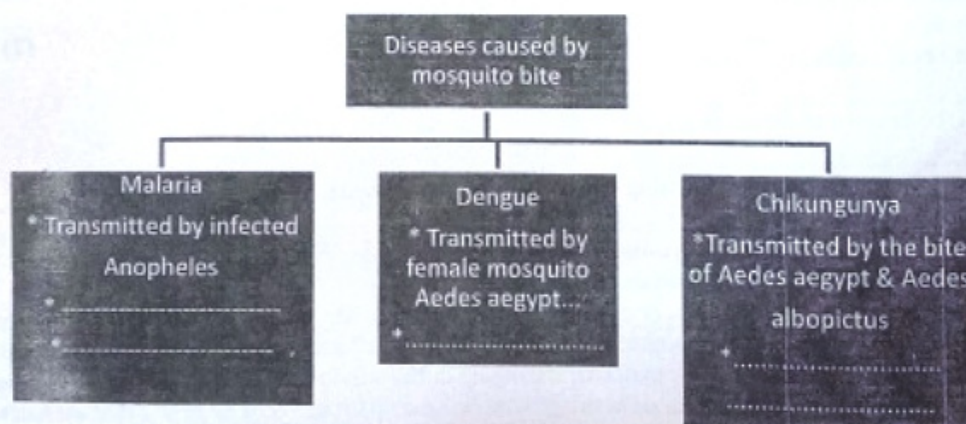 Diseases caused by
mosquito bite
Malaria
* Transmitted by infected
Anopheles
* ................................
* ................................ .
Dengue
* Transmitted by
female mosquito
Aedes aegypt...
* ................................
Chikungunya
*Transmitted by the bite
of Aedes aegypt & Aedes
albopictus
* ................................
................................